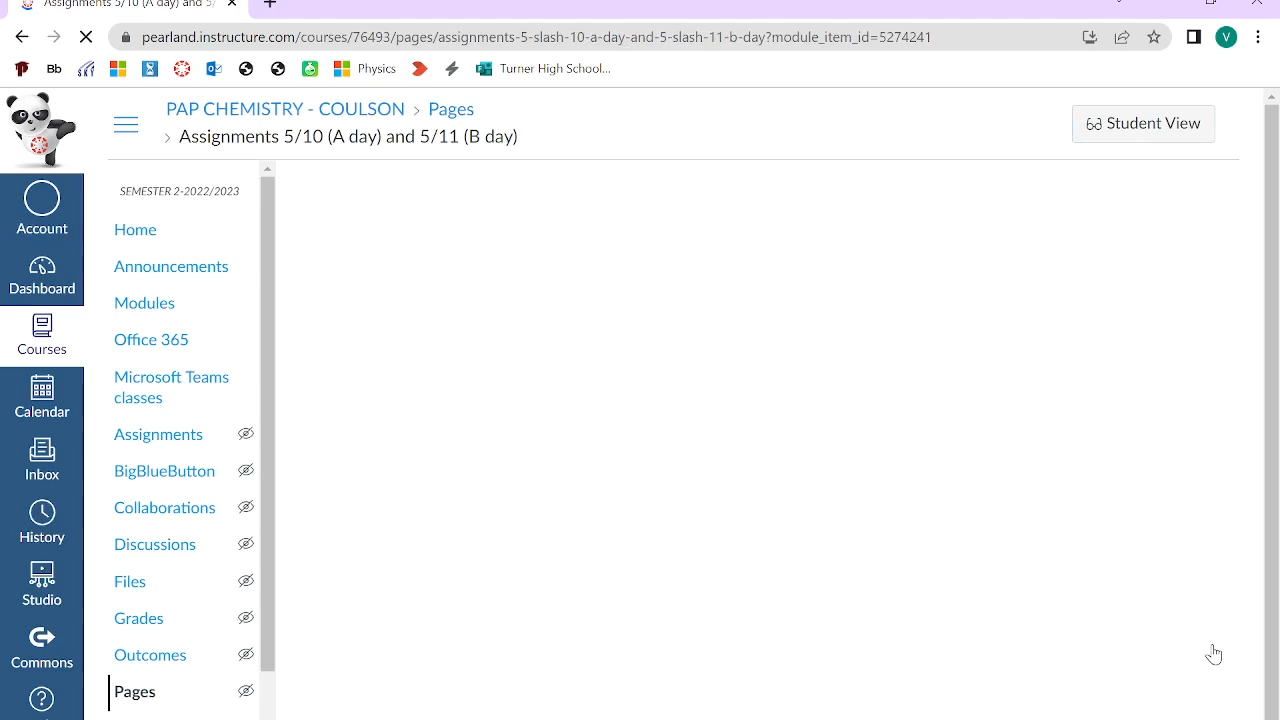 Assignments 5/10 (A day) and 5/
pearland.instructure.com/courses/76493/pages/assignments-5-slash-10-a-day-and-5-slash-11-b-day?module_item_id=5274241
V
Bb
Physics
Turner High School...
PAP CHEMISTRY - COULSON > Pages
> Assignments 5/10 (A day) and 5/11 (B day)
Student View
Account
Dashboard
Courses
Calendar
Inbox
History
Studio
Commons
SEMESTER 2-2022/2023
Home
Announcements
Modules
Office 365
Microsoft Teams
classes
Assignments
BigBlueButton
Collaborations
Discussions
Files
Grades
Outcomes
Pages